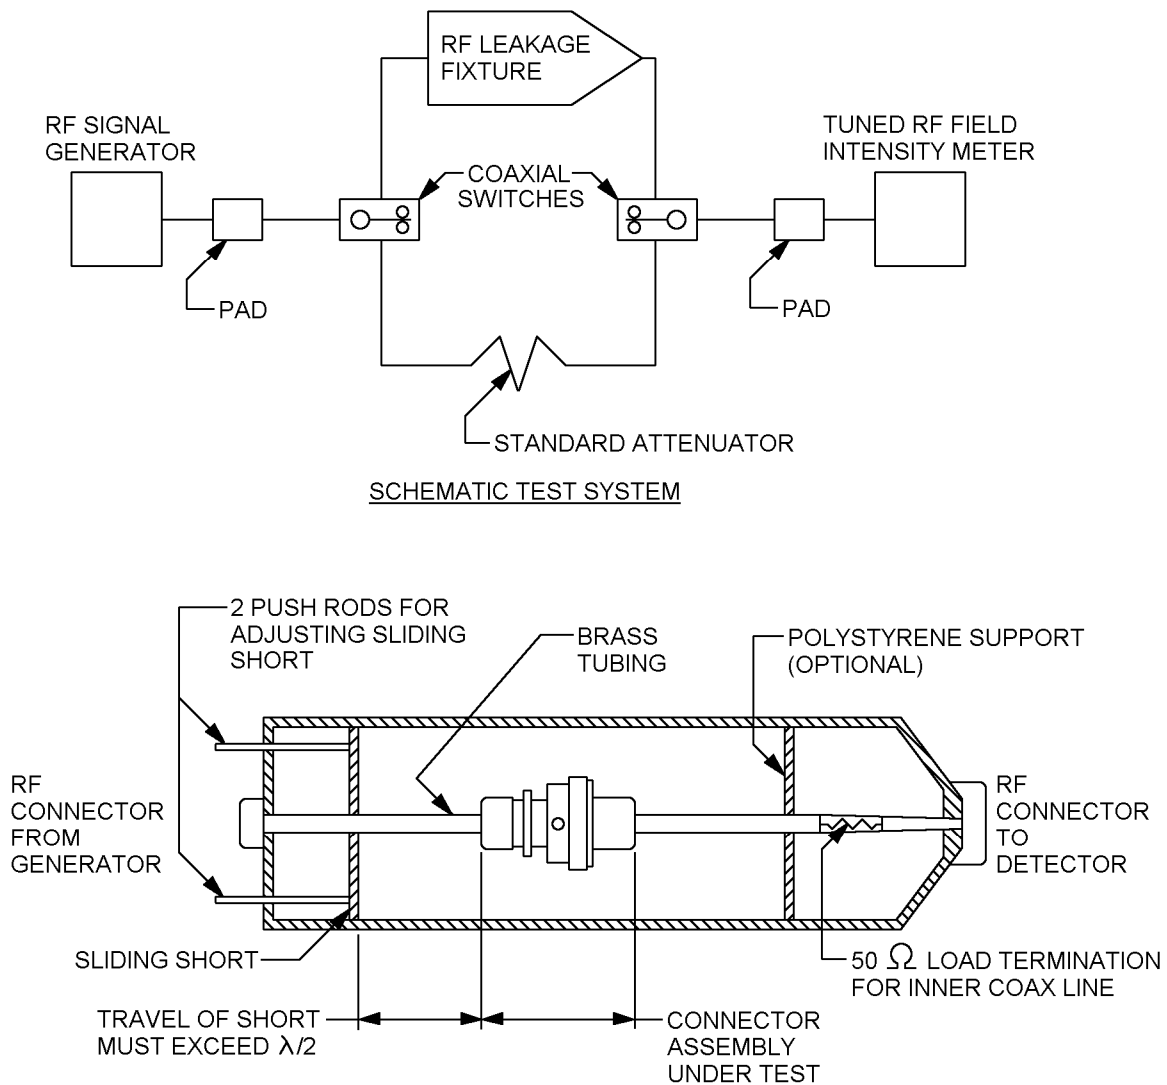 RF LEAKAGE
FIXTURE
RF SIGNAL
GENERATOR
TUNED RF FIELD
INTENSITY METER
COAXIAL
SWITCHES
PAD
PAD
STANDARD ATTENUATOR
SCHEMATIC TEST SYSTEM
2 PUSH RODS FOR
ADJUSTING SLIDING
SHORT
BRASS
TUBING
POLYSTYRENE SUPPORT
(OPTIONAL)
RF
CONNECTOR
FROM
GENERATOR
RF
CONNECTOR
TO
DETECTOR
SLIDING SHORT
50 Ω LOAD TERMINATION
FOR INNER COAX LINE
TRAVEL OF SHORT
MUST EXCEED λ/2
CONNECTOR
ASSEMBLY
UNDER TEST